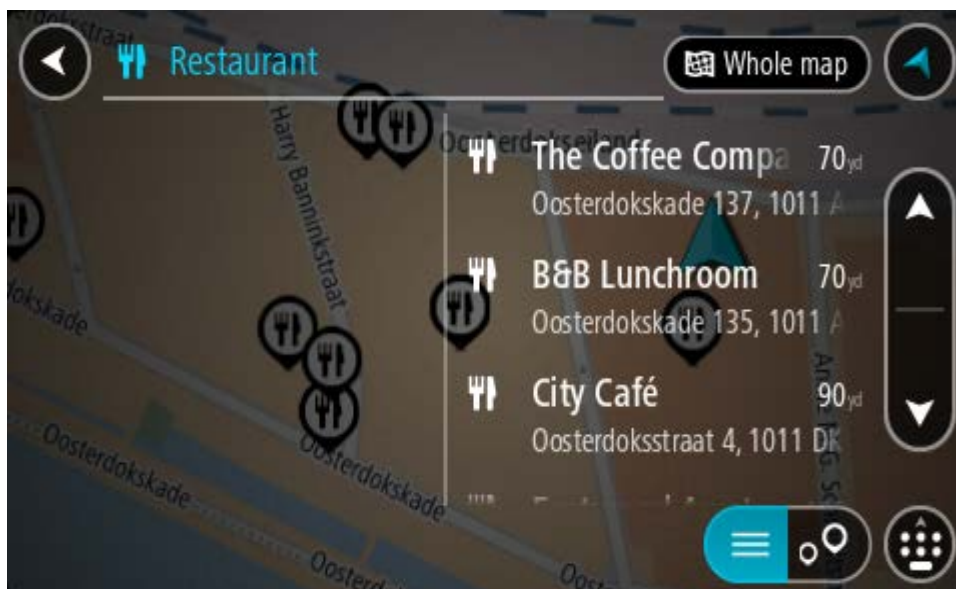 Restaurant
Whole map
The Coffee Compa 70yd
Oosterdokskade 137, 1011 A
B&B Lunchroom 70yd
Oosterdokskade 135, 1011 A
City Café 90yd
Oosterdoksstraat 4, 1011 DK
Oosterdokseiland
Harry Banninkstraat
Oosterdokskade
Oosterdokskade